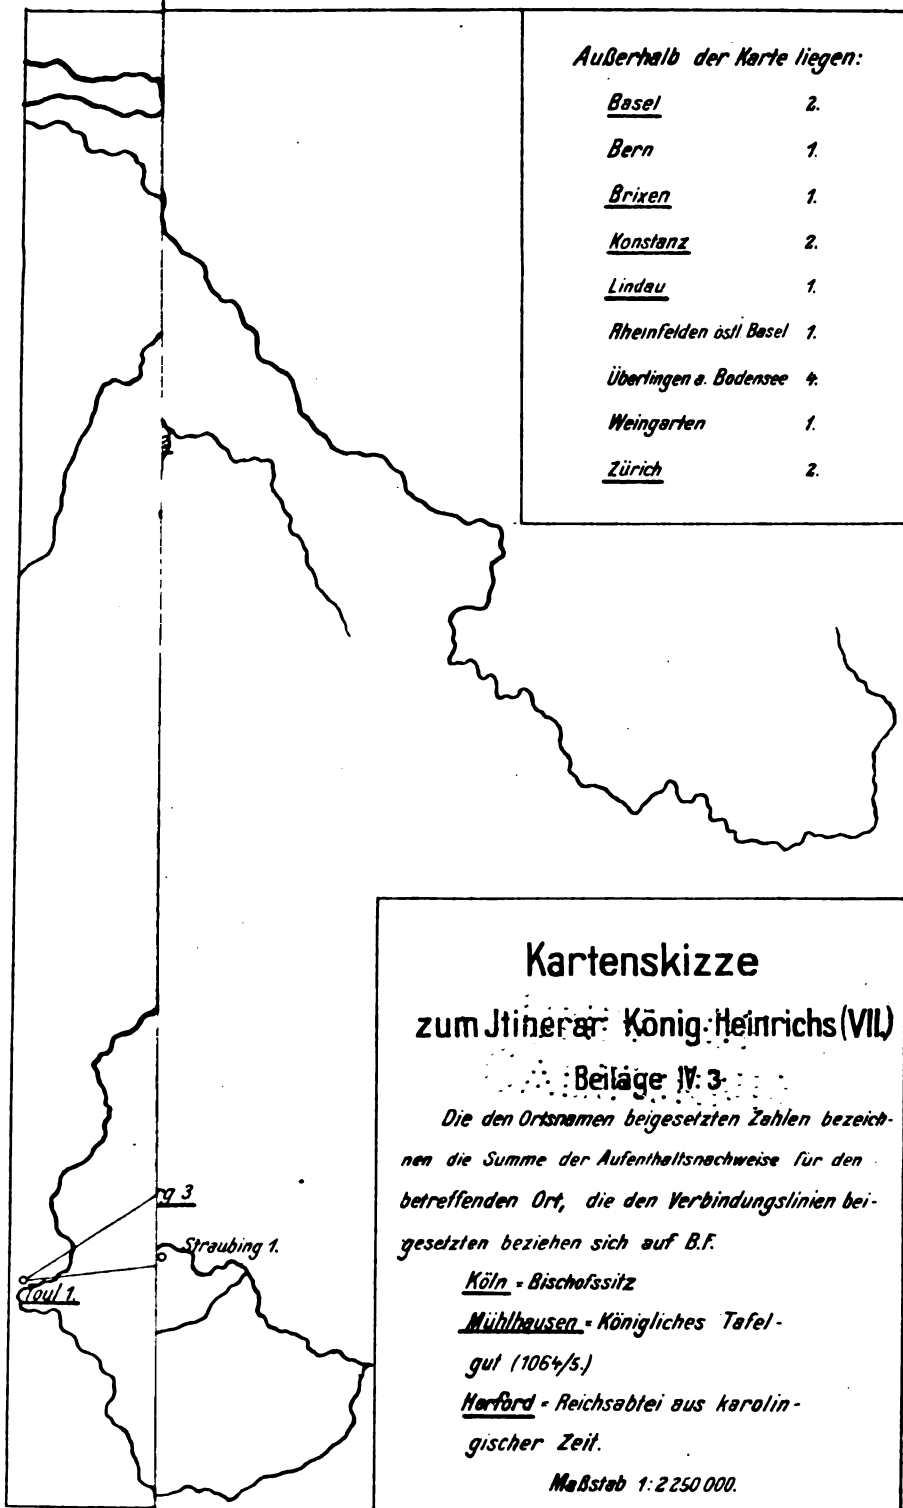 Außerhalb der Karte liegen:
Basel 2.
Bern 1.
Brixen 1.
Konstanz 2.
Lindau 1.
Rheinfelden östl Basel 1.
Überlingen a. Bodensee 4.
Weingarten 1.
Zürich 2.
rg 3
Straubing 1.
Toul 1.
Kartenskizze
zum Jtinerar König Heinrichs (VII.)
Beilage IV. 3
Die den Ortsnamen beigesetzten Zahlen bezeich-
nen die Summe der Aufenthaltsnachweise für den
betreffenden Ort, die den Verbindungslinien bei-
gesetzten beziehen sich auf B.F.
Köln = Bischofssitz
Mühlhausen = Königliches Tafel-
gut (1064/5.)
Herford = Reichsabtei aus karolin-
gischer Zeit.
Maßstab 1:2250000.